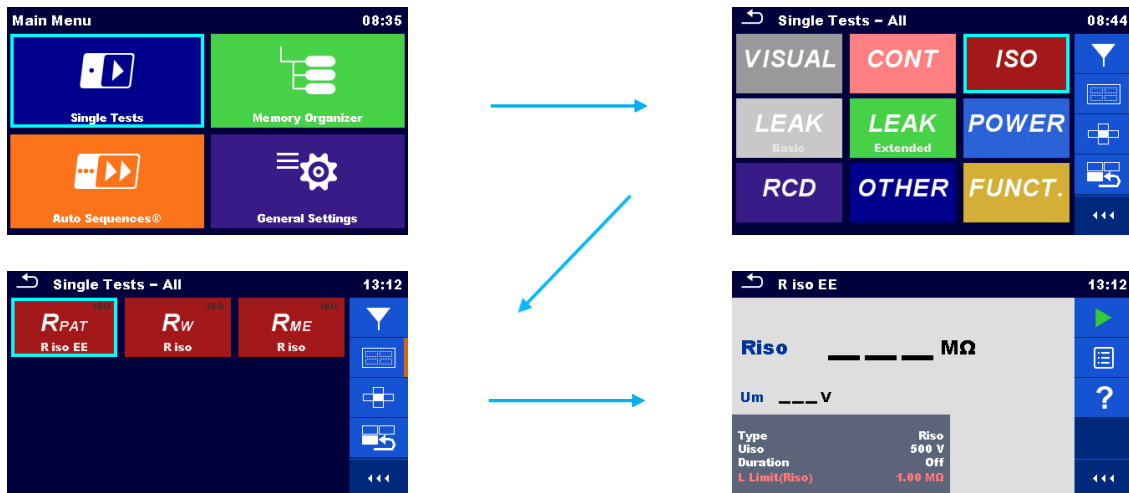 Main Menu 08:35
Single Tests Memory Organizer
Auto Sequences® General Settings
Single Tests – All 08:44
VISUAL CONT ISO
LEAK LEAK POWER
Basic Extended
RCD OTHER FUNCT.
Single Tests – All 13:12
ISO ISO ISO
RPAT RW RME
R iso EE R iso R iso
R iso EE 13:12
Riso _ _ _ MΩ
Um _ _ _ V
?
Type Riso
Uiso 500 V
Duration Off
L Limit(Riso) 1.00 MΩ